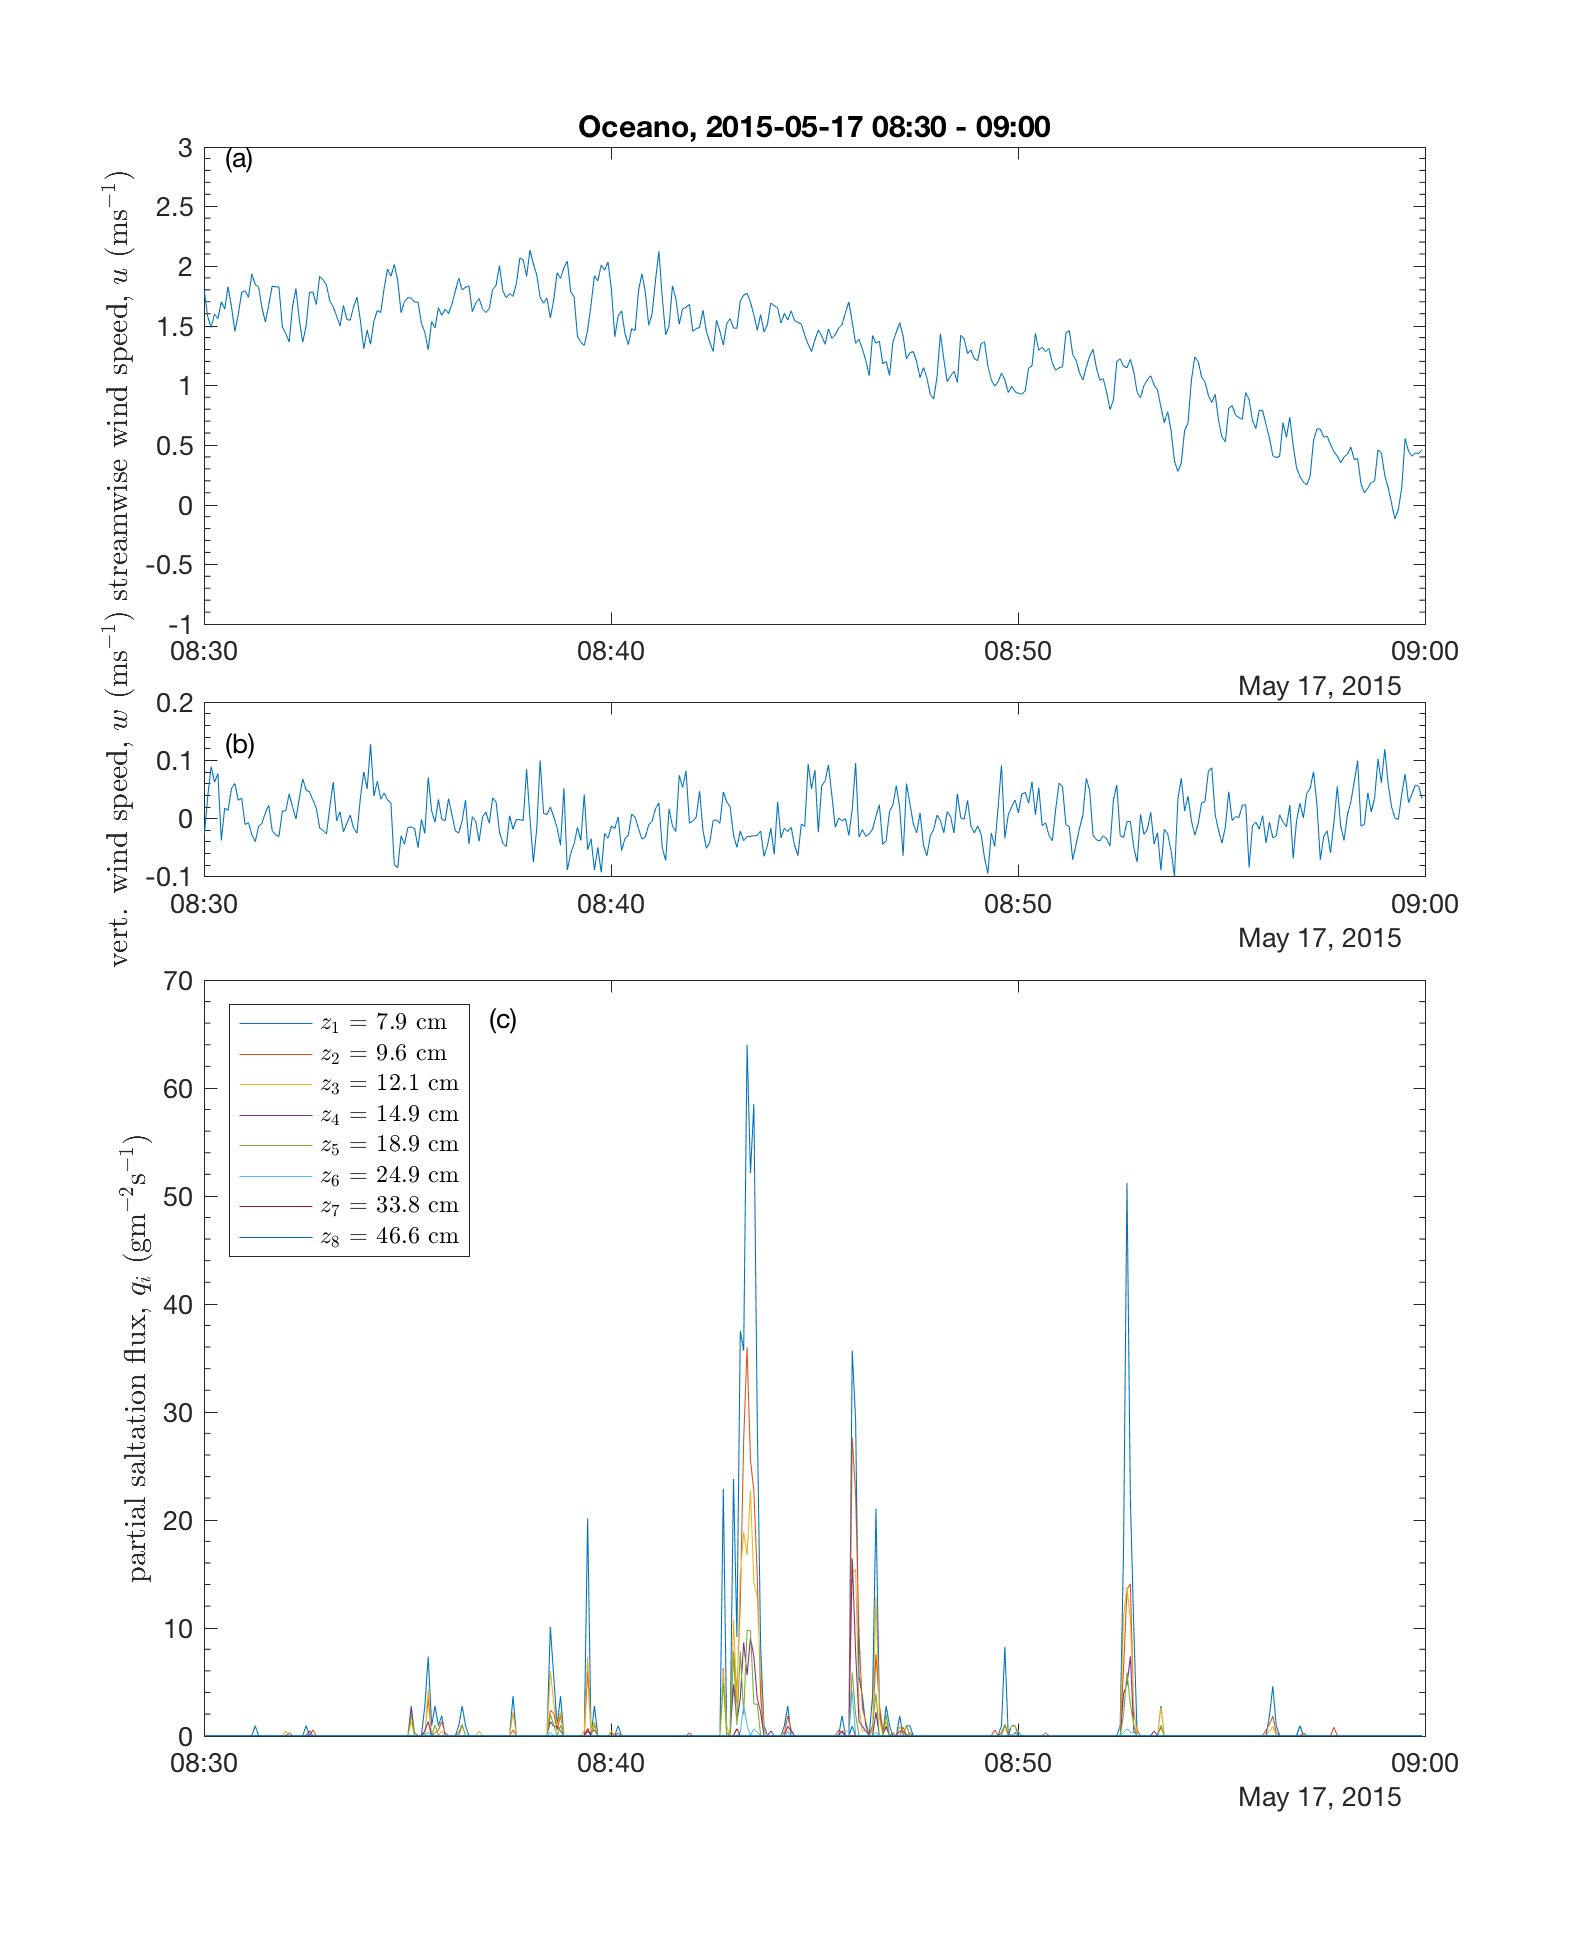 Oceano, 2015-05-17 08:30 - 09:00
(a)
streamwise wind speed, u (ms⁻¹)
3
2.5
2
1.5
1
0.5
0
-0.5
-1
08:30 08:40 08:50 09:00
May 17, 2015
(b)
vert. wind speed, w (ms⁻¹)
0.2
0.1
0
-0.1
08:30 08:40 08:50 09:00
May 17, 2015
(c)
partial saltation flux, qᵢ (gm⁻²s⁻¹)
70
60
50
40
30
20
10
0
z₁ = 7.9 cm
z₂ = 9.6 cm
z₃ = 12.1 cm
z₄ = 14.9 cm
z₅ = 18.9 cm
z₆ = 24.9 cm
z₇ = 33.8 cm
z₈ = 46.6 cm
08:30 08:40 08:50 09:00
May 17, 2015